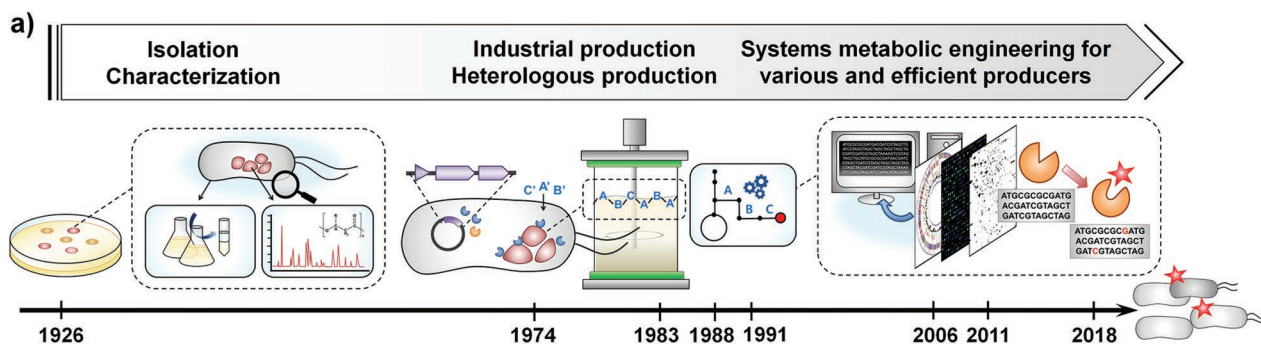 a)
Isolation
Characterization
Industrial production
Heterologous production
Systems metabolic engineering for
various and efficient producers
C' A' B'
A B C A B A
A
B
C
ATGCGCGCGATG
ACGATCGTAGCT
GATCGTAGCTAG
ATGCGCGCGATG
ACGATCGTAGCT
GATCGTAGCTAG
1926
1974
1983
1988
1991
2006
2011
2018